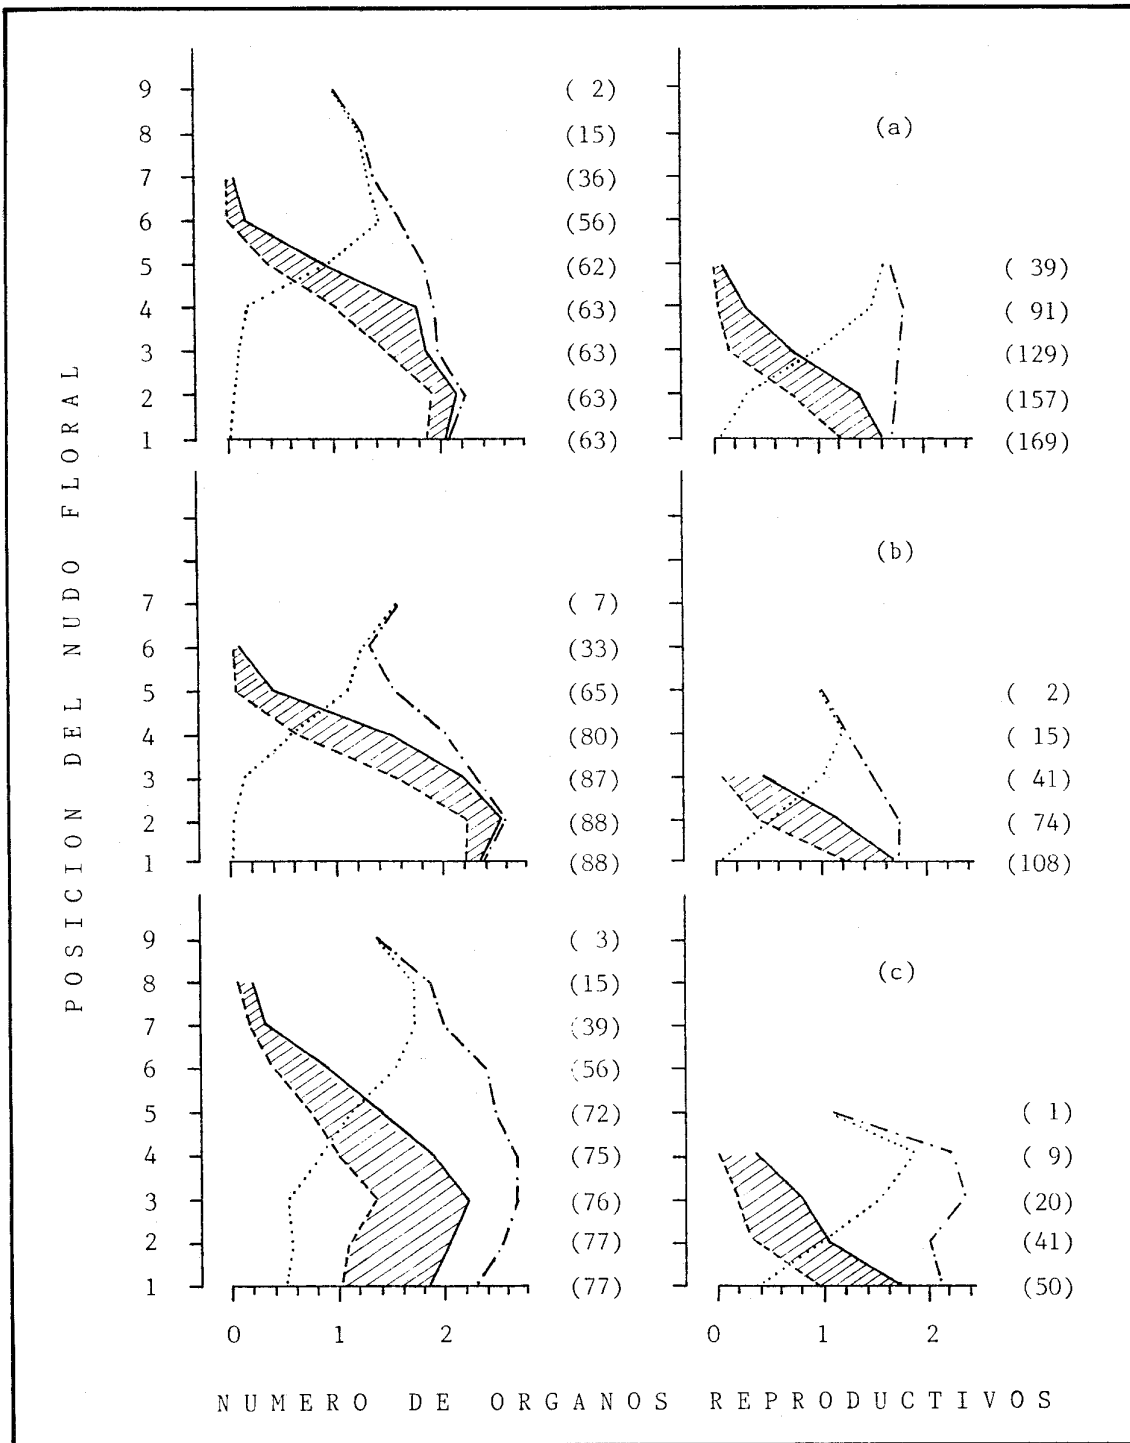 POSICION DEL NUDO FLORAL
9 ( 2)
8 (15) (a)
7 (36)
6 (56)
5 (62) ( 39)
4 (63) ( 91)
3 (63) (129)
2 (63) (157)
1 (63) (169)
(b)
7 ( 7)
6 (33)
5 (65) ( 2)
4 (80) ( 15)
3 (87) ( 41)
2 (88) ( 74)
1 (88) (108)
9 ( 3)
8 (15) (c)
7 (39)
6 (56)
5 (72) ( 1)
4 (75) ( 9)
3 (76) (20)
2 (77) (41)
1 (77) (50)
0 1 2 0 1 2
NUMERO DE ORGANOS REPRODUCTIVOS